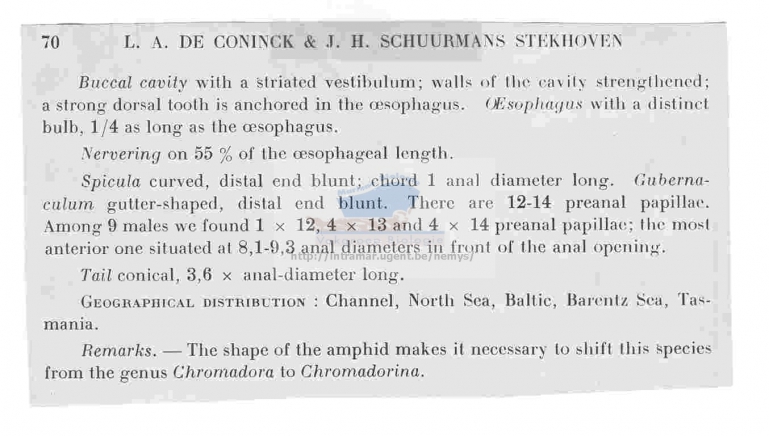 70 L. A. DE CONINCK & J. H. SCHUURMANS STEKHOVEN
Buccal cavity with a striated vestibulum; walls of the cavity strengthened;
a strong dorsal tooth is anchored in the œsophagus. Œsophagus with a distinct
bulb, 1/4 as long as the œsophagus.
Nervering on 55 % of the œsophageal length.
Spicula curved, distal end blunt; chord 1 anal diameter long. Guberna-
culum gutter-shaped, distal end blunt. There are 12-14 preanal papillae.
Among 9 males we found 1 × 12, 4 × 13 and 4 × 14 preanal papillae; the most
anterior one situated at 8,1-9,3 anal diameters in front of the anal opening.
http://intramar.ugent.be/nemys/
Tail conical, 3,6 × anal-diameter long.
GEOGRAPHICAL DISTRIBUTION : Channel, North Sea, Baltic, Barentz Sea, Tas-
mania.
Remarks. — The shape of the amphid makes it necessary to shift this species
from the genus Chromadora to Chromadorina.